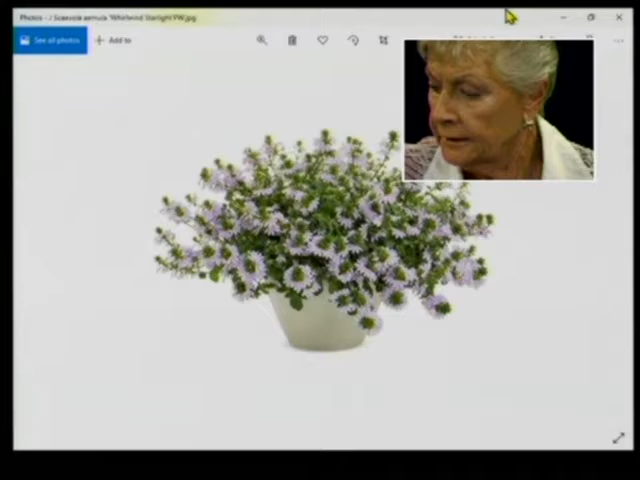 Photos - J Scaevola aemula 'Whirlwind Starlight'PW.jpg
See all photos
Add to